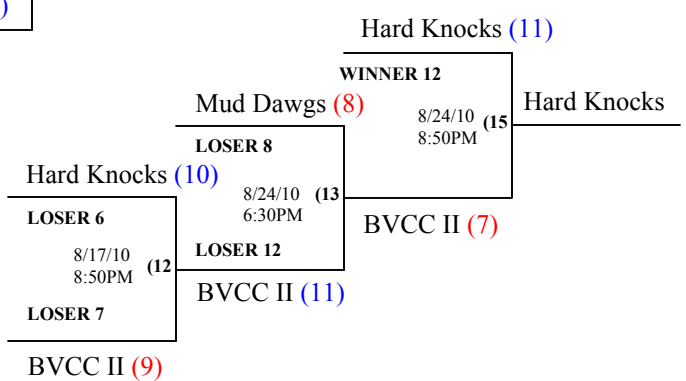 )
Hard Knocks (11)
WINNER 12
Mud Dawgs (8)
8/24/10 (15
8:50PM
Hard Knocks
LOSER 8
Hard Knocks (10)
8/24/10 (13
6:30PM
LOSER 6
BVCC II (7)
8/17/10 (12
8:50PM
LOSER 12
BVCC II (11)
LOSER 7
BVCC II (9)